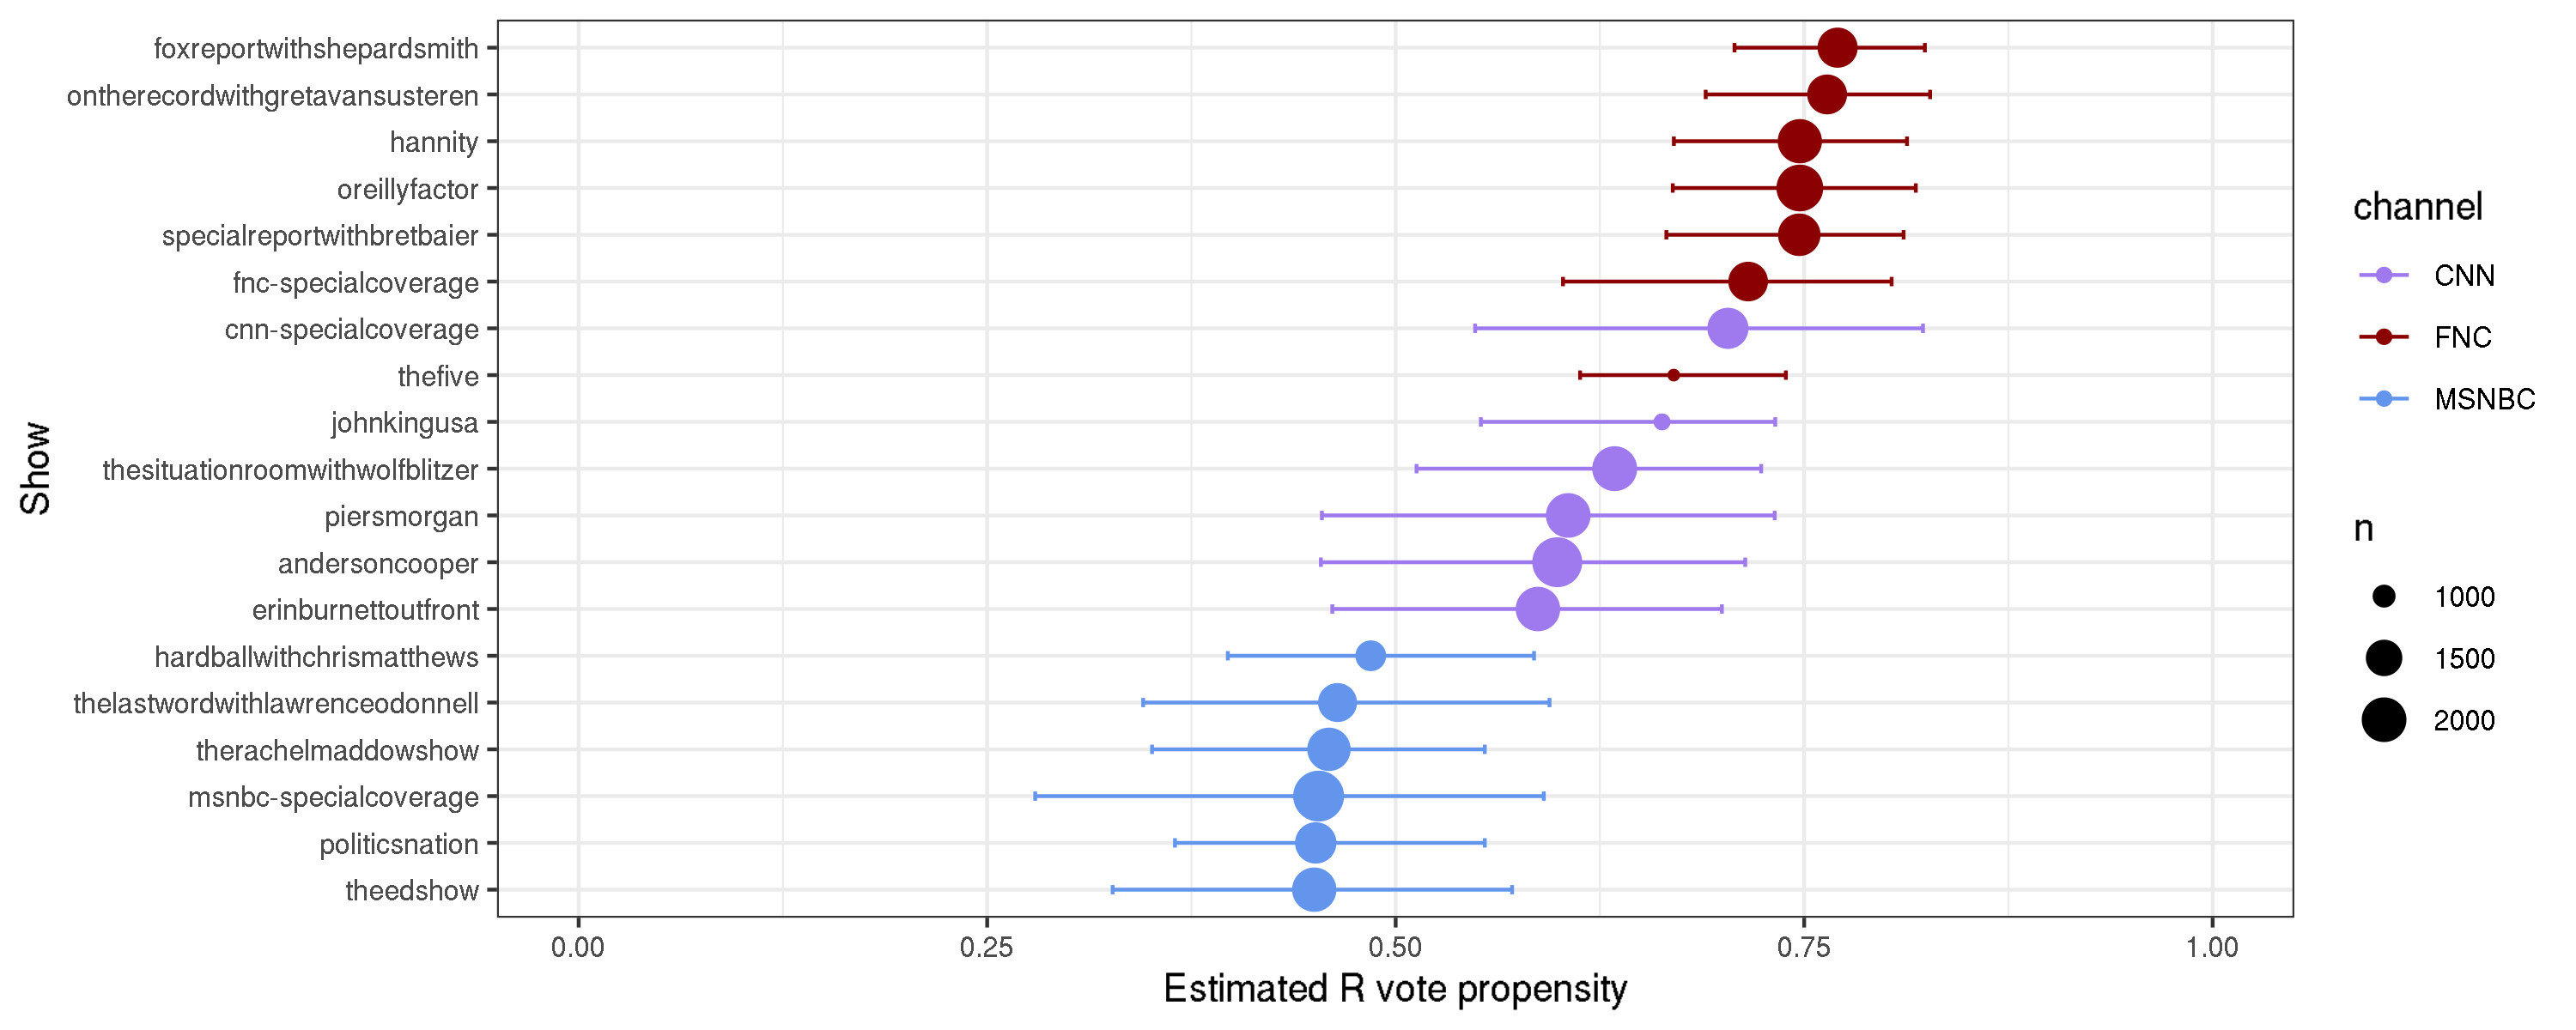 foxreportwithshepardsmith
ontherecordwithgretavansusteren
hannity
oreillyfactor
specialreportwithbretbaier
fnc-specialcoverage
cnn-specialcoverage
thefive
johnkingusa
thesituationroomwithwolfblitzer
piersmorgan
andersoncooper
erinburnettoutfront
hardballwithchrismatthews
thelastwordwithlawrenceodonnell
therachelmaddowshow
msnbc-specialcoverage
politicsnation
theedshow
Show
0.00 0.25 0.50 0.75 1.00
Estimated R vote propensity
channel
CNN
FNC
MSNBC
n
1000
1500
2000